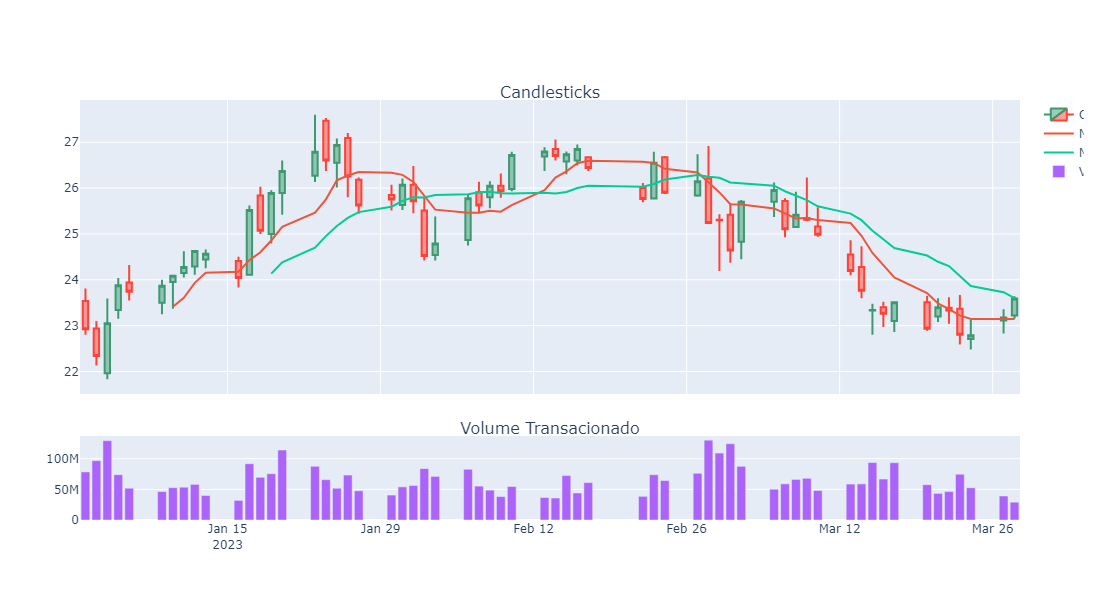 Candlesticks
27
26
25
24
23
22
Volume Transacionado
100M
50M
0
Jan 15
2023
Jan 29
Feb 12
Feb 26
Mar 12
Mar 26